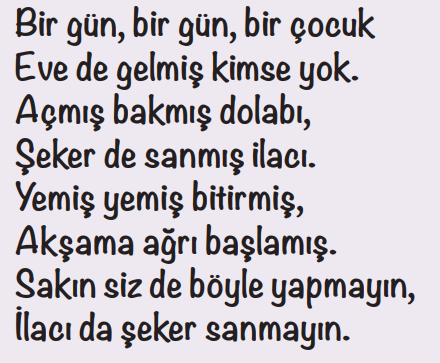 Bir gün, bir gün, bir çocuk
Eve de gelmiş kimse yok.
Açmış bakmış dolabı,
Şeker de sanmış ilacı.
Yemiş yemiş bitirmiş,
Akşama ağrı başlamış.
Sakın siz de böyle yapmayın,
İlacı da şeker sanmayın.